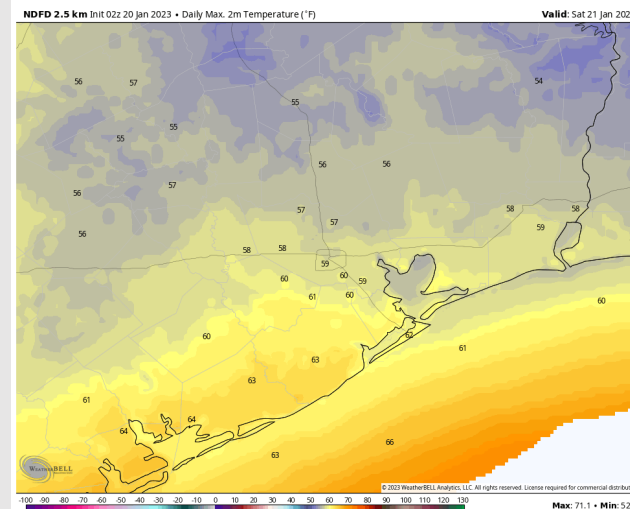 NDFD 2.5 km Init 02z 20 Jan 2023 • Daily Max. 2m Temperature (°F)
Valid: Sat 21 Jan 202
56 57 54
55
55 55
56 56
57
56
57 58 58
57 59
56
58 58
59
60 60 59
61 60 60
60 62
61
63
63
61
64
64
66
63
WEATHERBELL
© 2023 WeatherBELL Analytics, LLC. All rights reserved. License required for commercial distribut
-100 -90 -80 -70 -60 -50 -40 -30 -20 -10 0 10 20 30 40 50 60 70 80 90 100 110 120 130
Max: 71.1 • Min: 52